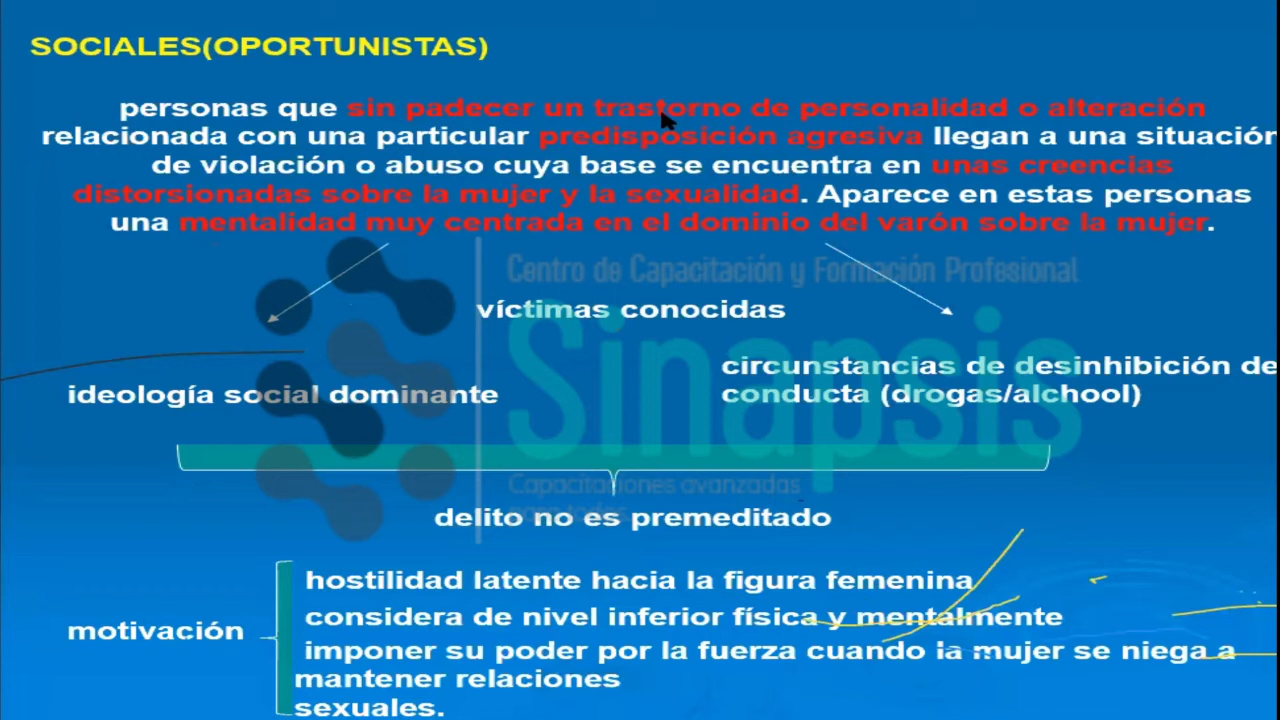 SOCIALES(OPORTUNISTAS)
personas que sin padecer un trastorno de personalidad o alteración
relacionada con una particular predisposición agresiva llegan a una situación
de violación o abuso cuya base se encuentra en unas creencias
distorsionadas sobre la mujer y la sexualidad. Aparece en estas personas
una mentalidad muy centrada en el dominio del varón sobre la mujer.
Centro de Capacitación y Formación Profesional
víctimas conocidas
Sinapsis
circunstancias de desinhibición de
conducta (drogas/alchool)
ideología social dominante
Capacitaciones avanzadas
para todos
delito no es premeditado
hostilidad latente hacia la figura femenina
considera de nivel inferior física y mentalmente
motivación
imponer su poder por la fuerza cuando la mujer se niega a
mantener relaciones
sexuales.